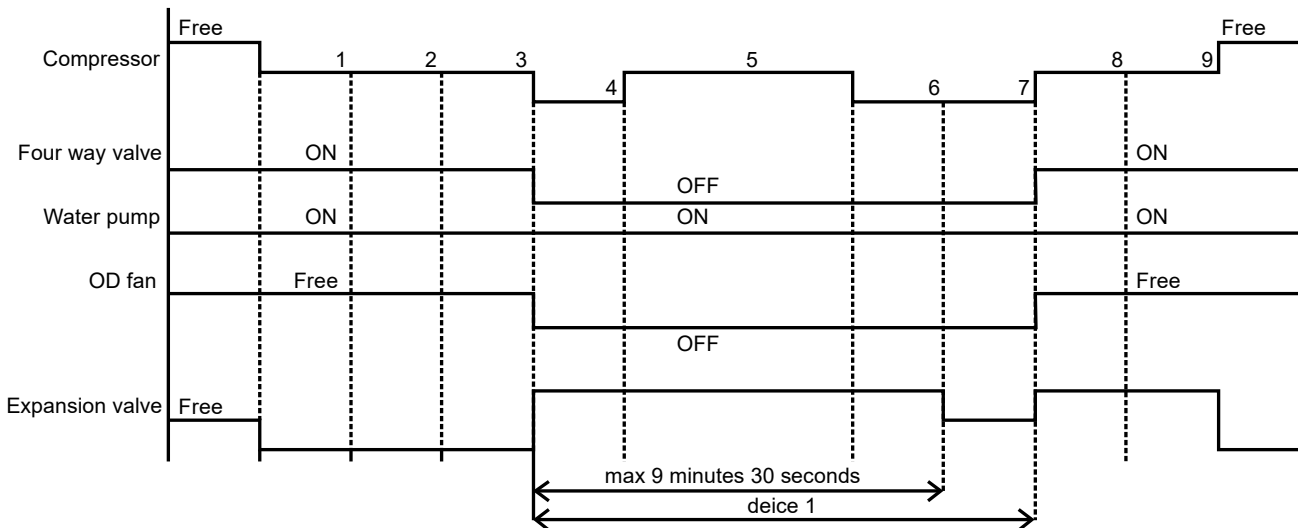 Free Free
1 2 3 5 8 9
Compressor
4 6 7
Four way valve ON ON
OFF
Water pump ON ON ON
OD fan Free Free
OFF
Expansion valve Free
max 9 minutes 30 seconds
deice 1